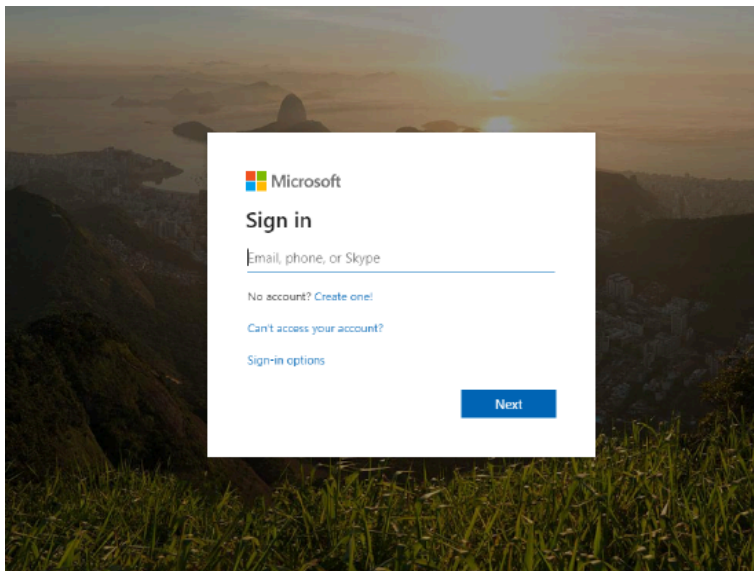 Microsoft
Sign in
Email, phone, or Skype
No account? Create one!
Can't access your account?
Sign-in options
Next